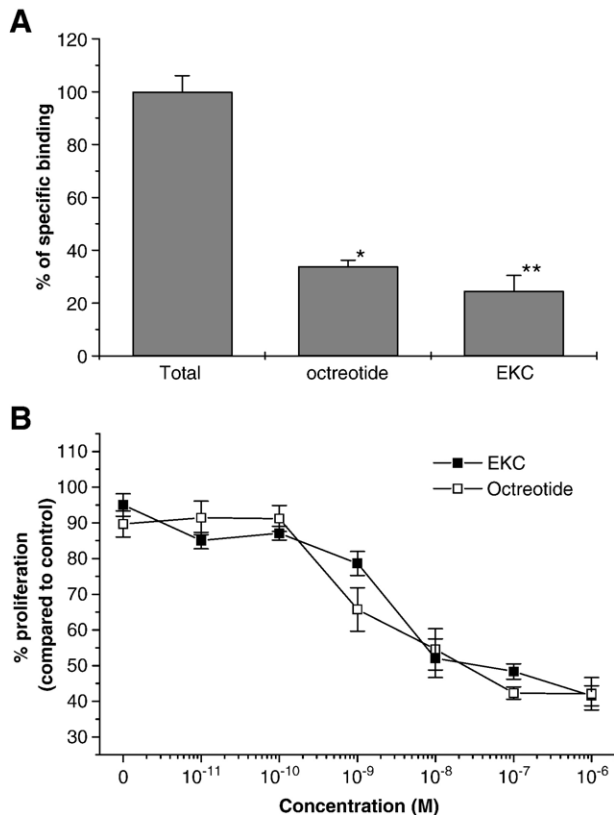 A
% of specific binding
120
100
80
60
40
20
0
*
**
Total octreotide EKC
B
% proliferation
(compared to control)
110
100
90
80
70
60
50
40
30
EKC
Octreotide
0 10⁻¹¹ 10⁻¹⁰ 10⁻⁹ 10⁻⁸ 10⁻⁷ 10⁻⁶
Concentration (M)